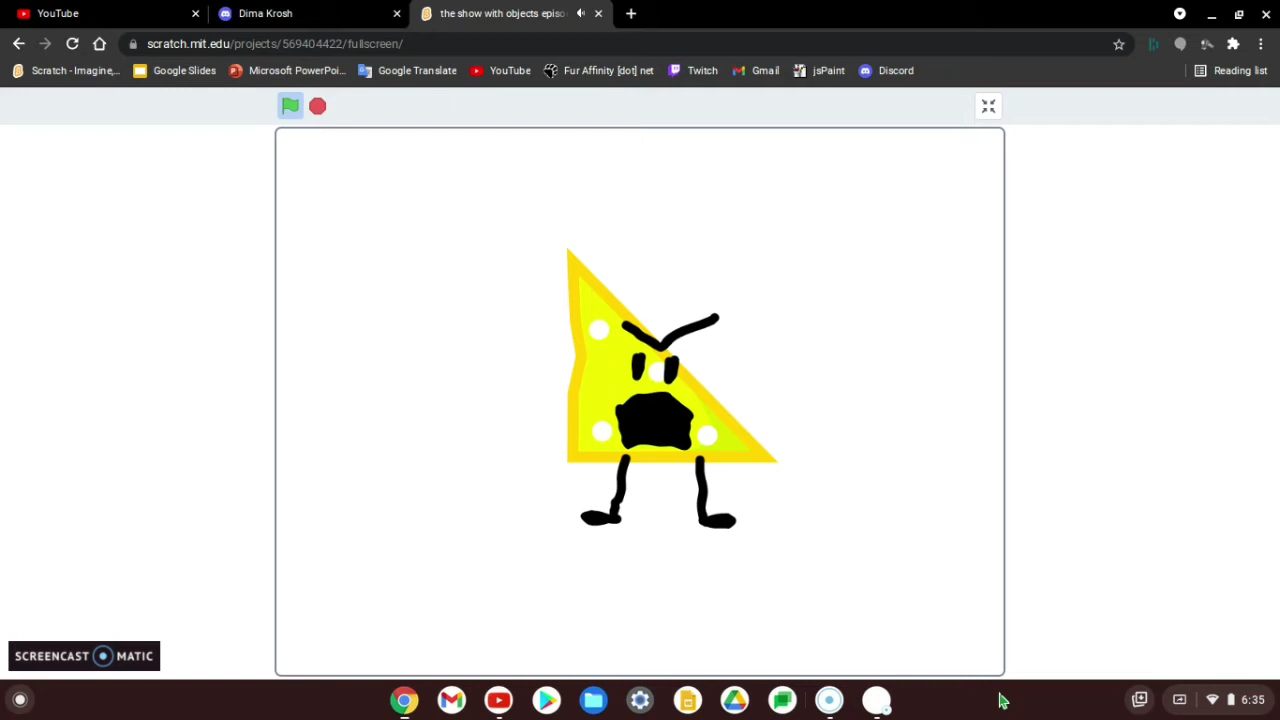 YouTube
Dima Krosh
the show with objects episo
scratch.mit.edu/projects/569404422/fullscreen/
Scratch - Imagine,...
Google Slides
Microsoft PowerPoi...
Google Translate
YouTube
Fur Affinity [dot] net
Twitch
Gmail
jsPaint
Discord
Reading list
SCREENCAST MATIC
6:35